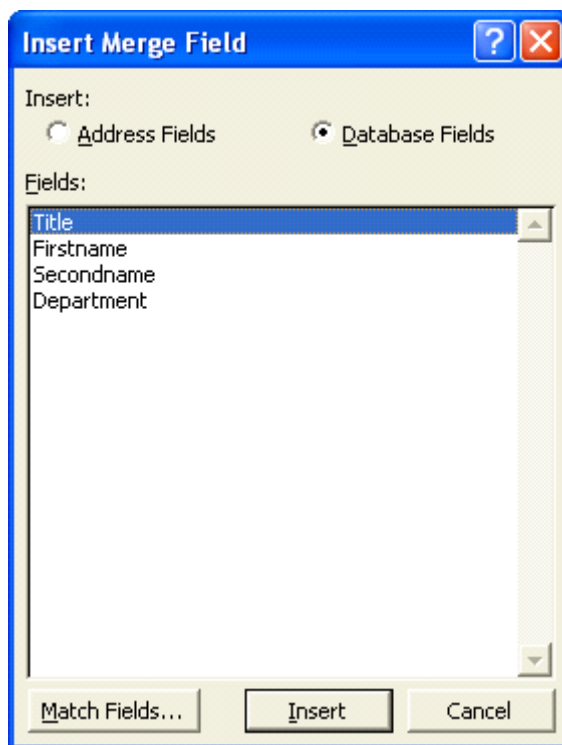 Insert Merge Field
Insert:
Address Fields Database Fields
Fields:
Title
Firstname
Secondname
Department
Match Fields... Insert Cancel